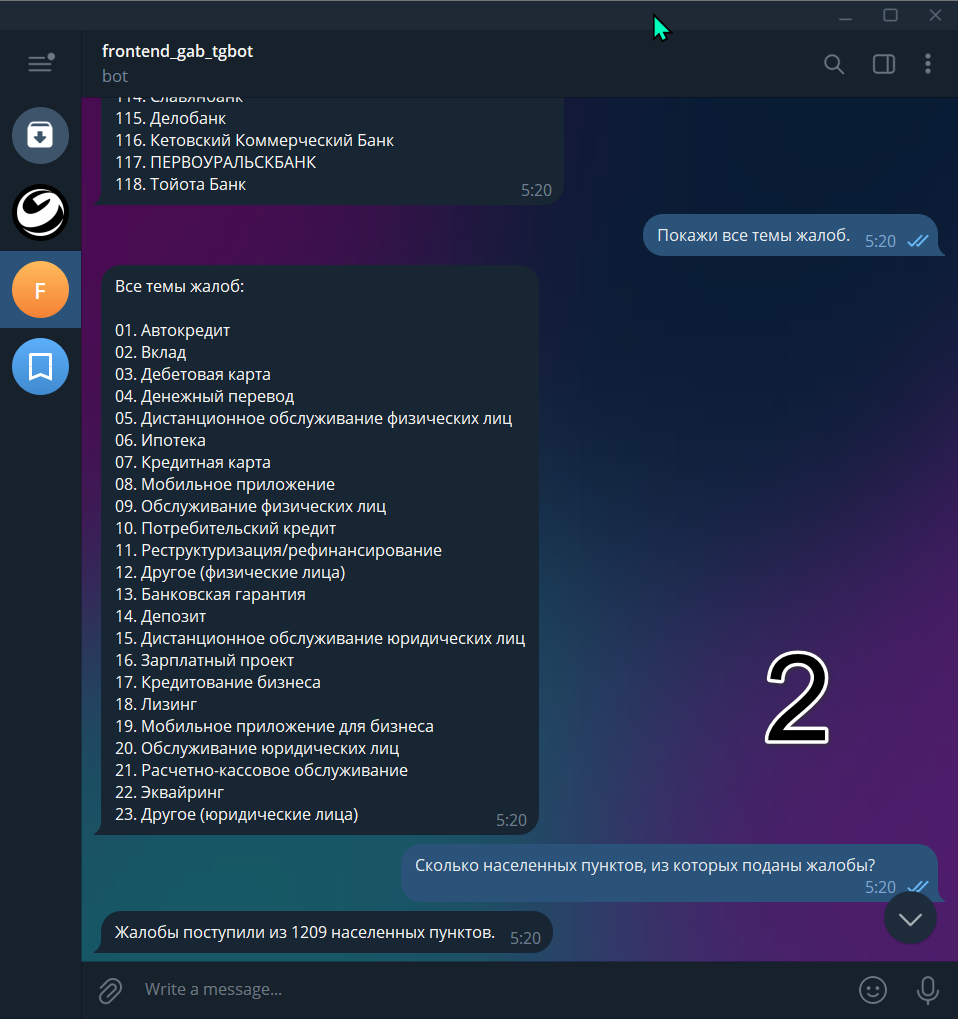 frontend_gab_tgbot
bot
114. Славянбанк
115. Делобанк
116. Кетовский Коммерческий Банк
117. ПЕРВОУРАЛЬСКБАНК
118. Тойота Банк
5:20
Покажи все темы жалоб. 5:20
F
Все темы жалоб:
01. Автокредит
02. Вклад
03. Дебетовая карта
04. Денежный перевод
05. Дистанционное обслуживание физических лиц
06. Ипотека
07. Кредитная карта
08. Мобильное приложение
09. Обслуживание физических лиц
10. Потребительский кредит
11. Реструктуризация/рефинансирование
12. Другое (физические лица)
13. Банковская гарантия
14. Депозит
15. Дистанционное обслуживание юридических лиц
16. Зарплатный проект
17. Кредитование бизнеса
18. Лизинг
19. Мобильное приложение для бизнеса
20. Обслуживание юридических лиц
21. Расчетно-кассовое обслуживание
22. Эквайринг
23. Другое (юридические лица)
5:20
2
Сколько населенных пунктов, из которых поданы жалобы?
5:20
Жалобы поступили из 1209 населенных пунктов. 5:20
Write a message...